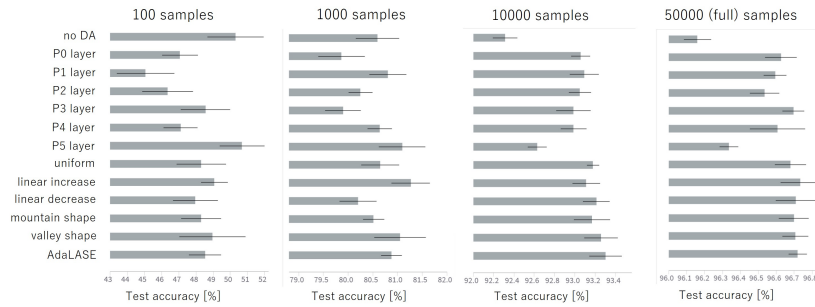 100 samples
1000 samples
10000 samples
50000 (full) samples
no DA
P0 layer
P1 layer
P2 layer
P3 layer
P4 layer
P5 layer
uniform
linear increase
linear decrease
mountain shape
valley shape
AdaLASE
43 44 45 46 47 48 49 50 51 52
79.0 79.5 80.0 80.5 81.0 81.5 82.0
92.0 92.2 92.4 92.6 92.8 93.0 93.2 93.4
96.0 96.1 96.2 96.3 96.4 96.5 96.6 96.7
Test accuracy [%]
Test accuracy [%]
Test accuracy [%]
Test accuracy [%]